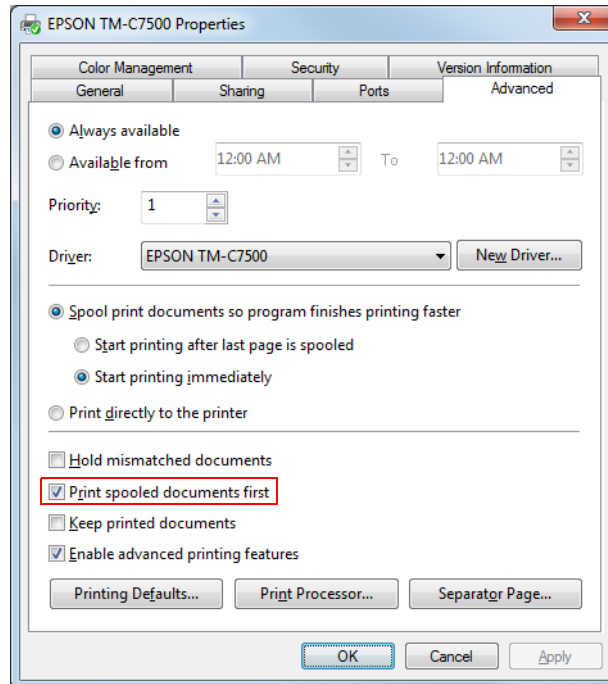 EPSON TM-C7500 Properties
Color Management Security Version Information
General Sharing Ports Advanced
Always available
Available from 12:00 AM To 12:00 AM
Priority: 1
Driver: EPSON TM-C7500 New Driver...
Spool print documents so program finishes printing faster
Start printing after last page is spooled
Start printing immediately
Print directly to the printer
Hold mismatched documents
Print spooled documents first
Keep printed documents
Enable advanced printing features
Printing Defaults... Print Processor... Separator Page...
OK Cancel Apply